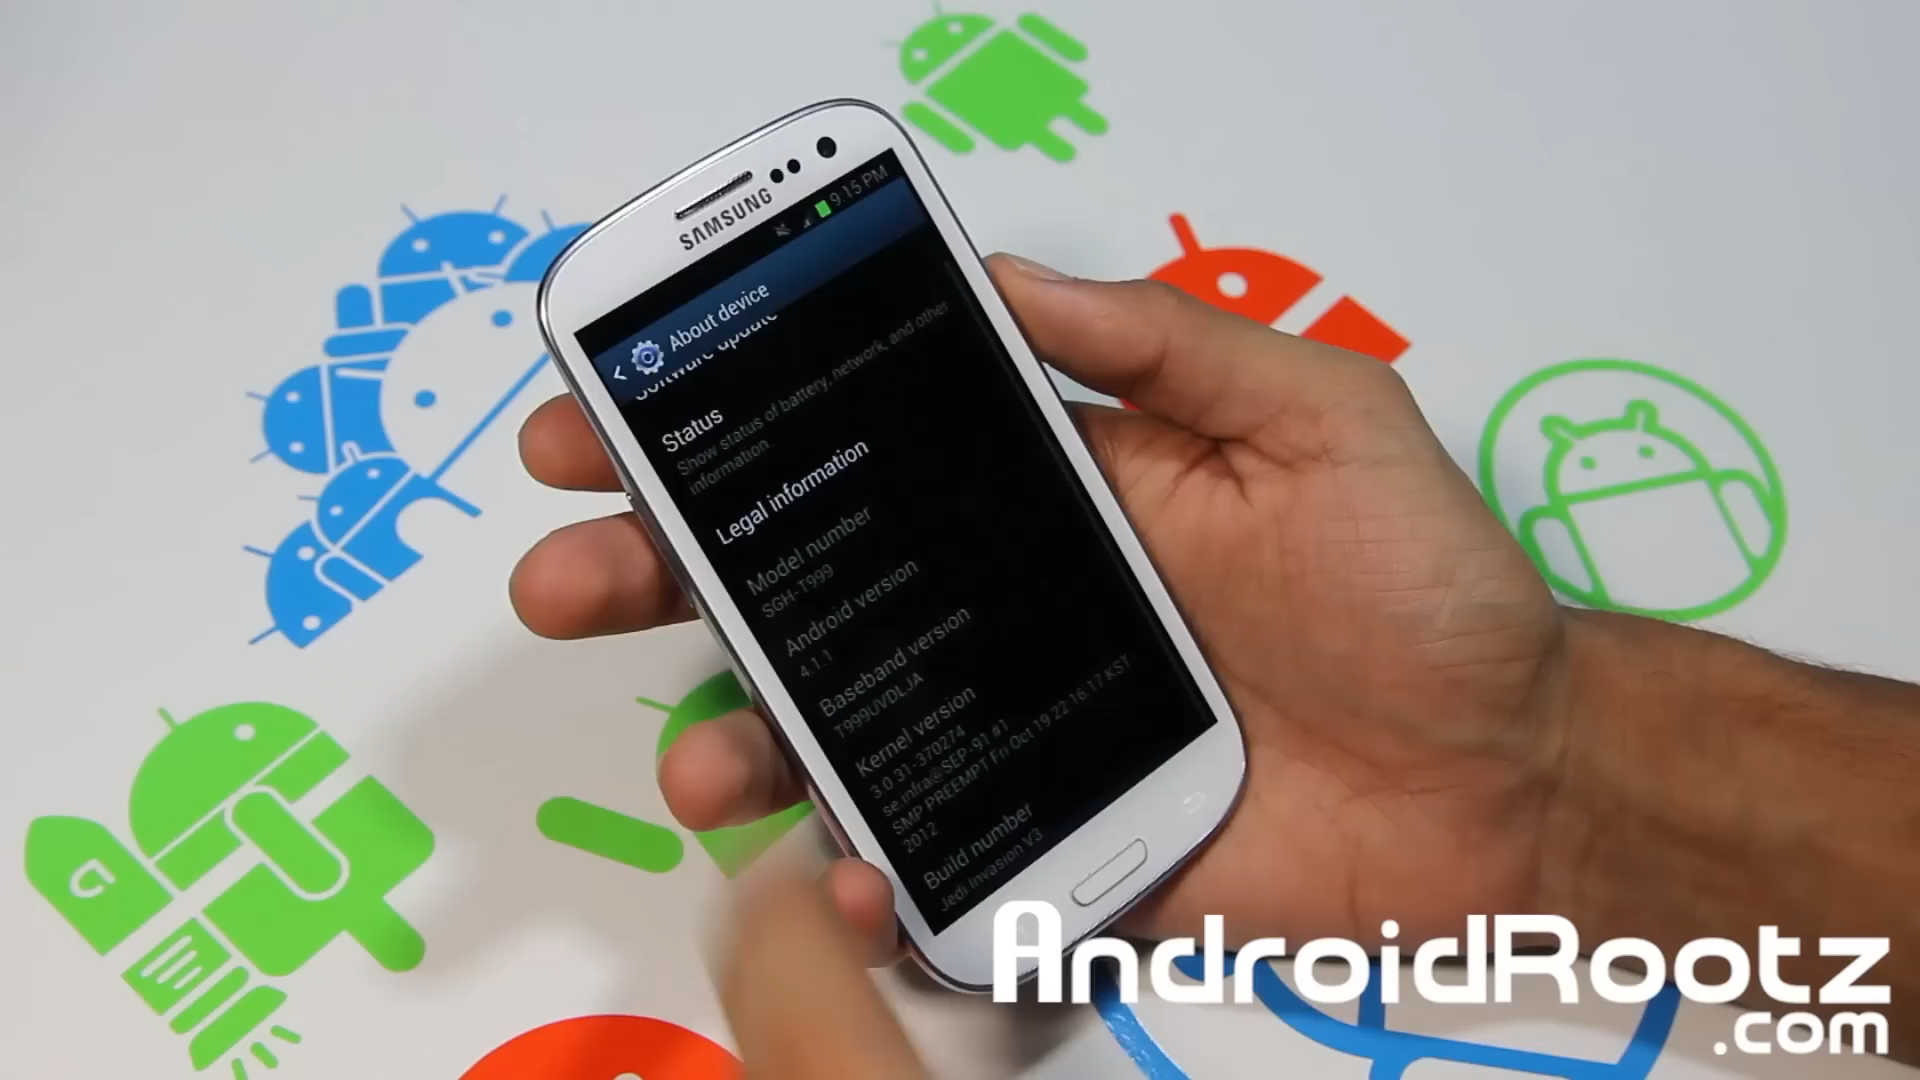 SAMSUNG
9:15 PM
About device
Software update
Status
Show status of battery, network, and other
information.
Legal information
Model number
SGH-T999
Android version
4.1.1
Baseband version
T999UVDLJA
Kernel version
3.0.31-370274
se.infra@SEP-91 #1
SMP PREEMPT Fri Oct 19 22:16:17 KST
2012
Build number
Jedi Invasion V3
AndroidRootz
.com